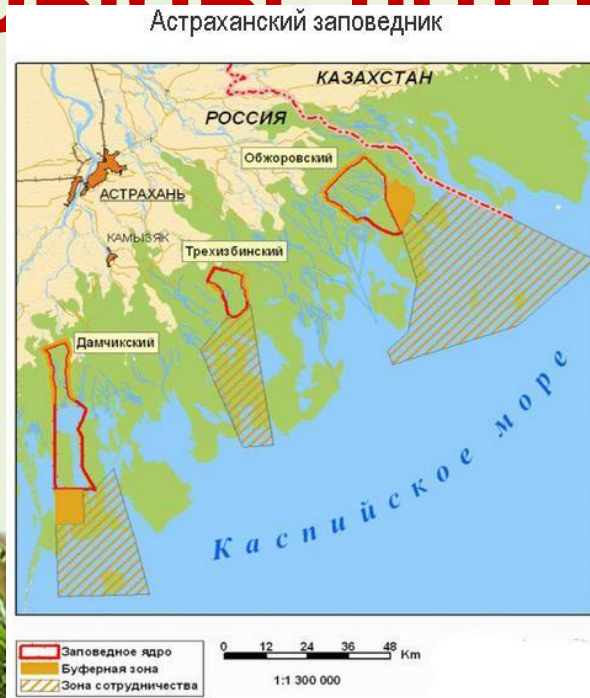 Астраханский заповедник
КАЗАХСТАН
РОССИЯ
Обжоровский
АСТРАХАНЬ
КАМЫЗЯК
Трехизбинский
Дамчикский
Каспийское море
Заповедное ядро
Буферная зона
Зона сотрудничества
0 12 24 36 48 Km
1:1 300 000